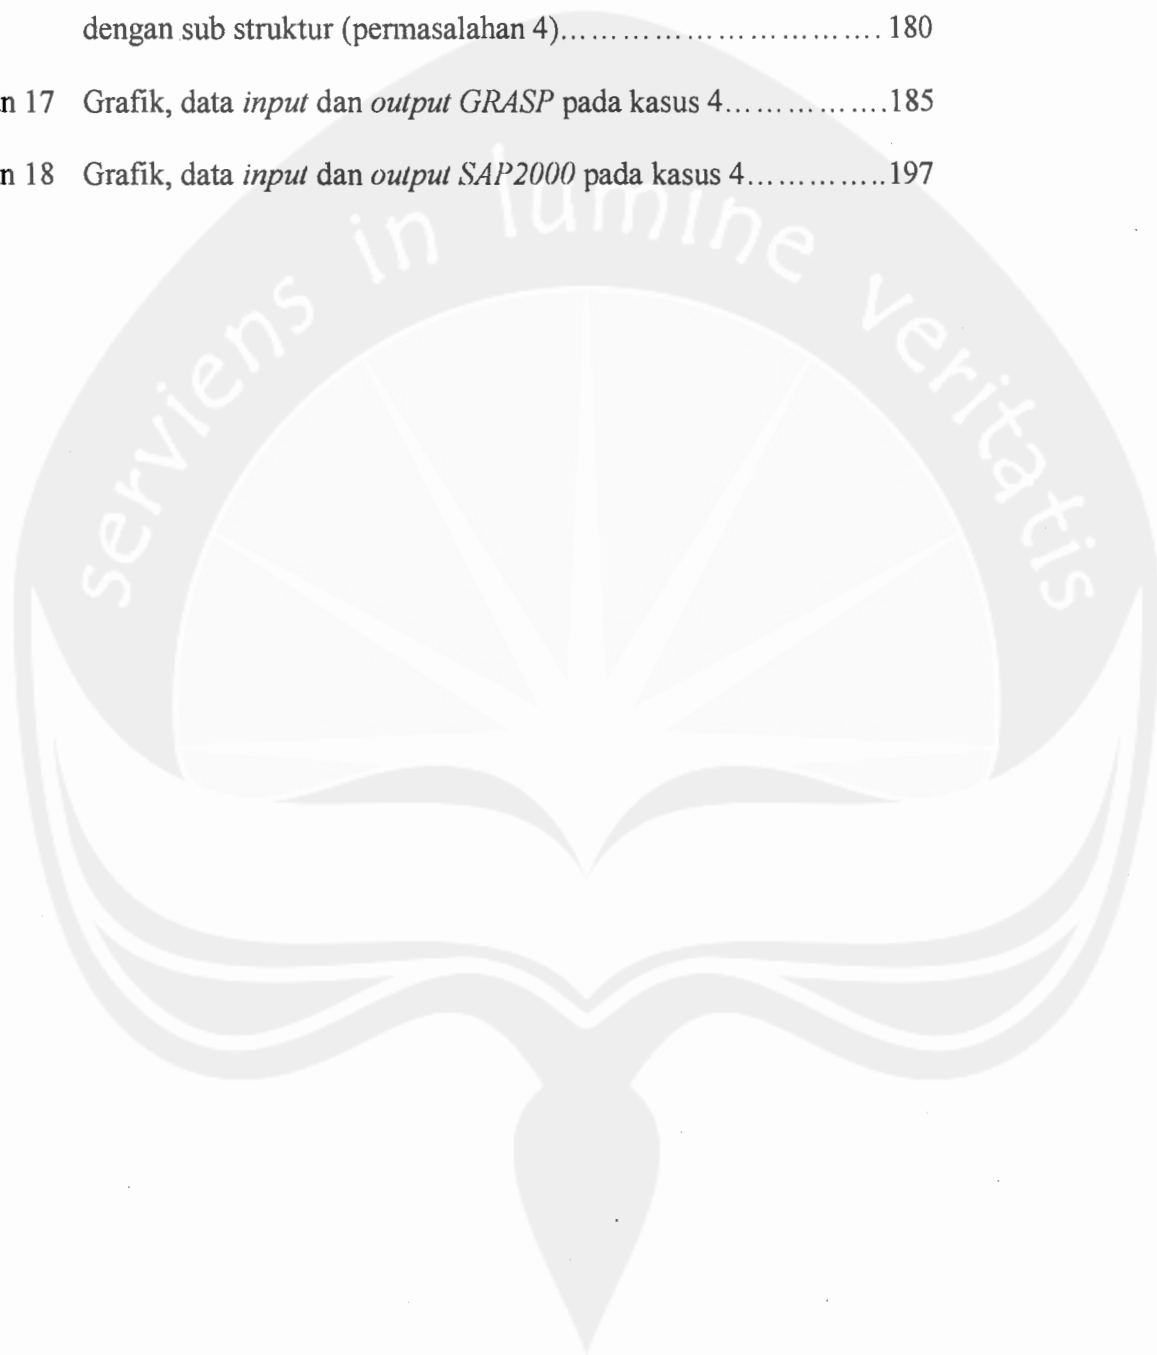 dengan sub struktur (permasalahan 4)................................ 180
n 17 Grafik, data input dan output GRASP pada kasus 4................185
n 18 Grafik, data input dan output SAP2000 pada kasus 4..............197
serviens in lumine veritatis